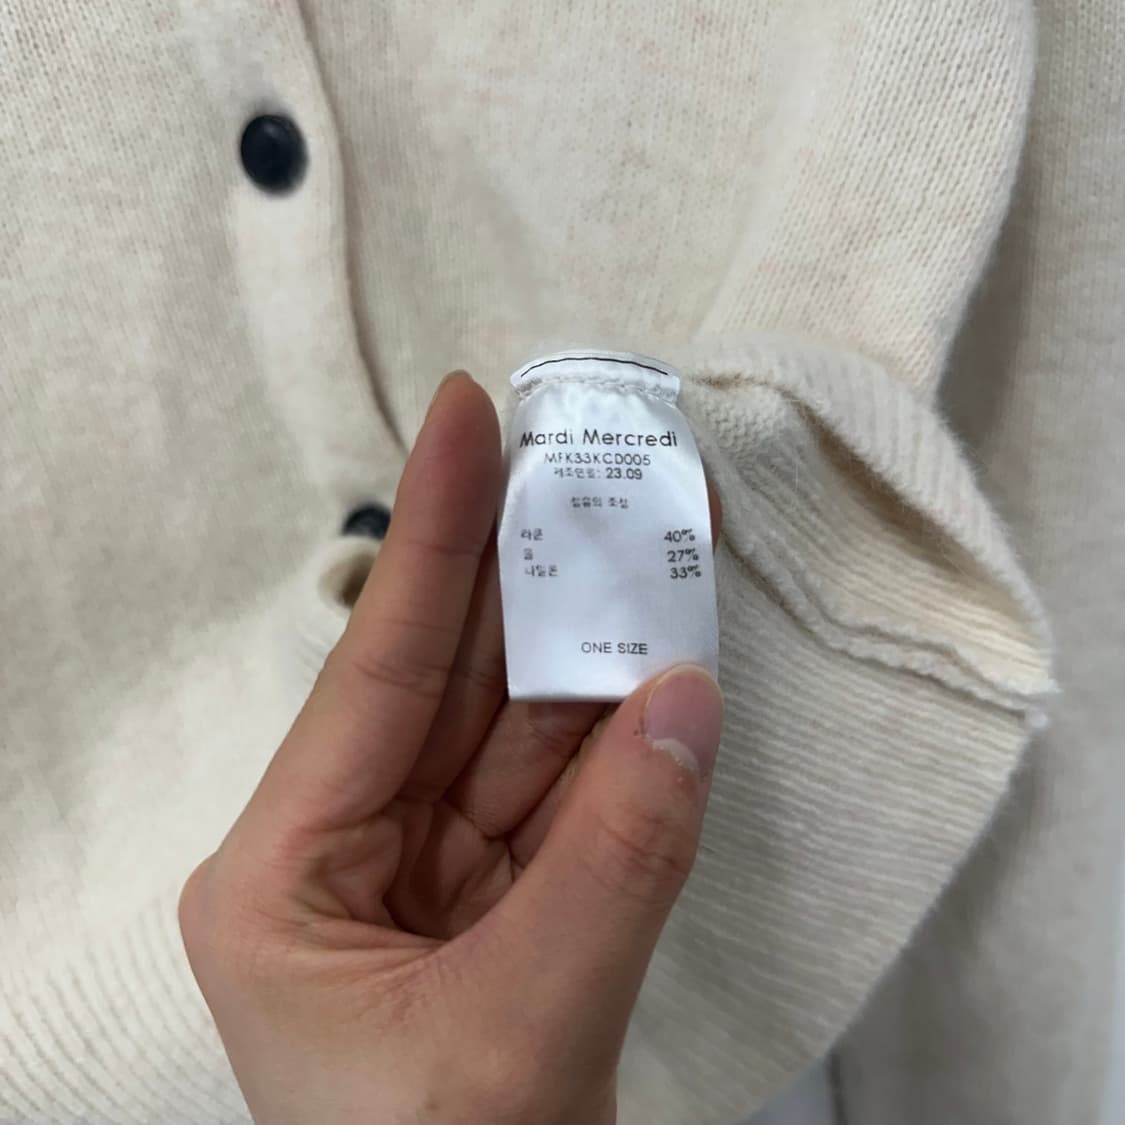 Mardi Mercredi
MFK33KCD005
제조연월: 23.09
섬유의 조성
라쿤 40%
울 27%
나일론 33%
ONE SIZE